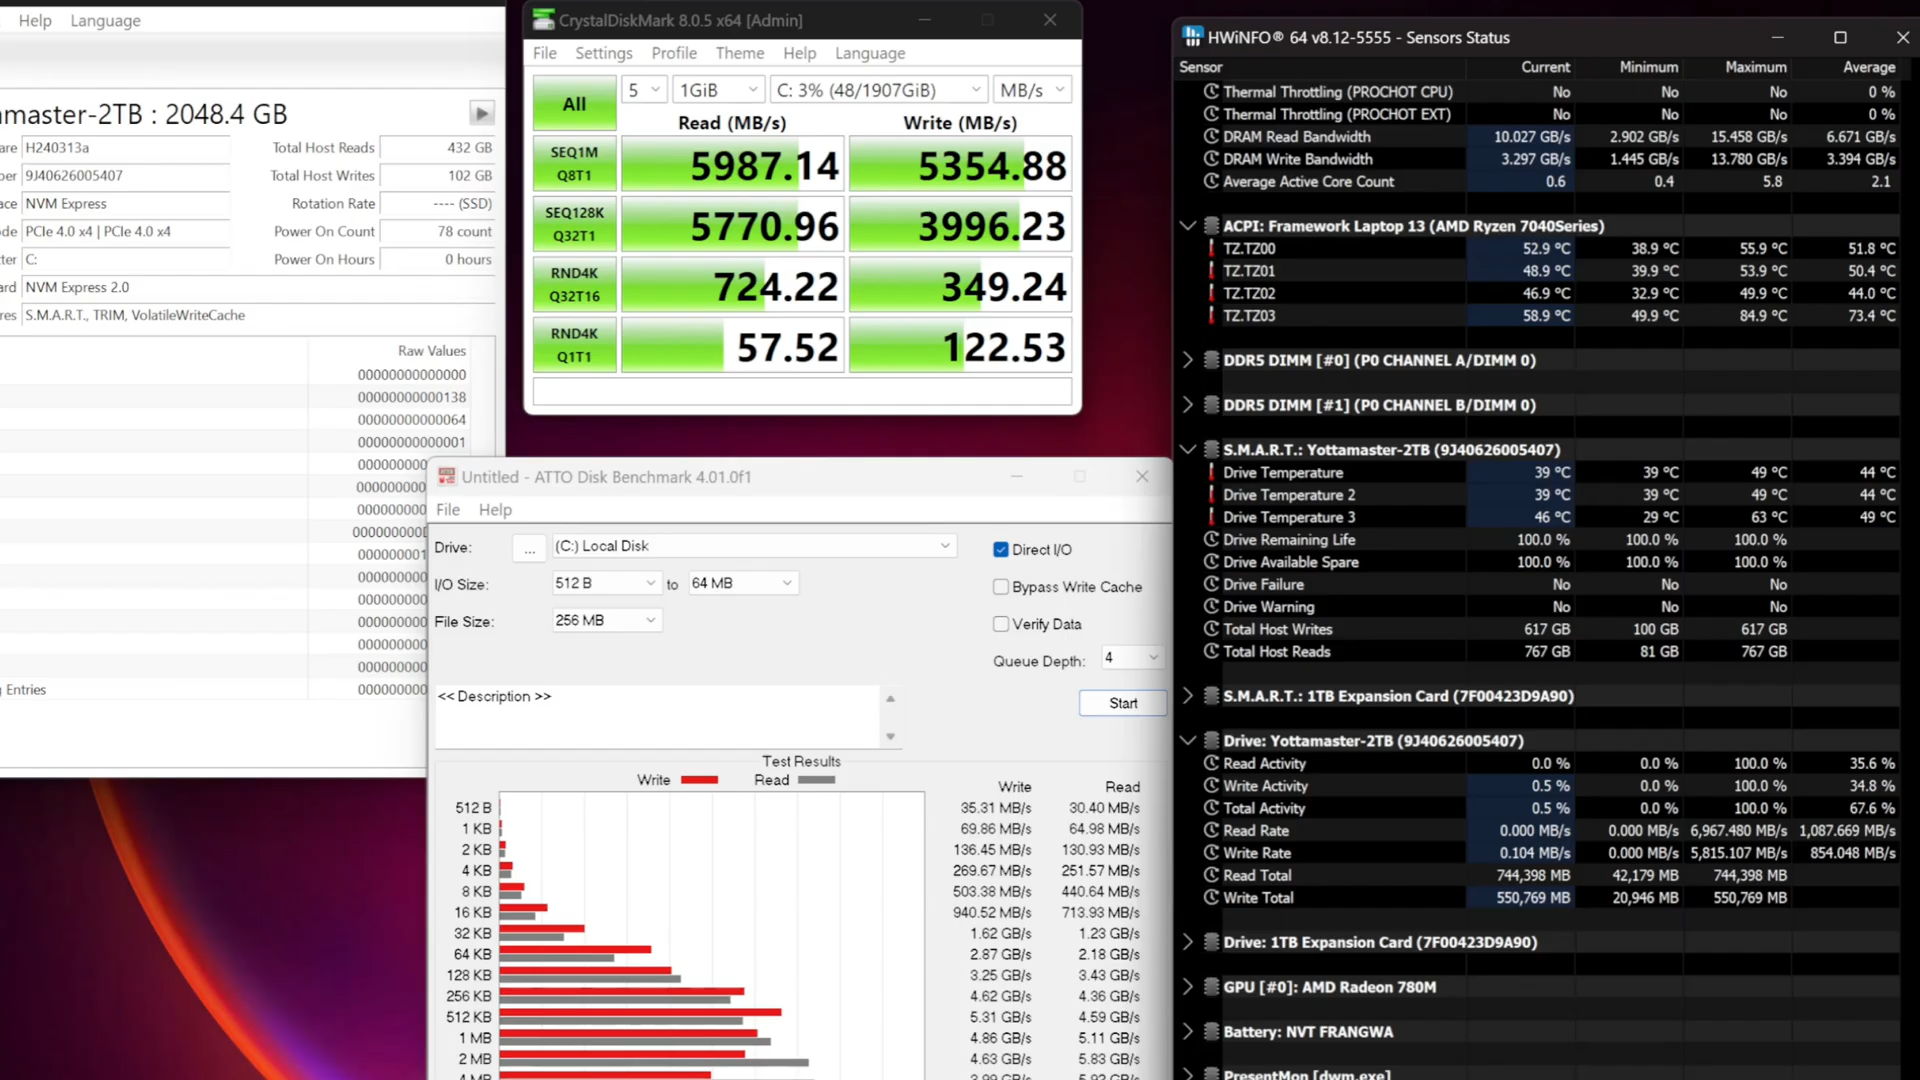 Help Language
amaster-2TB : 2048.4 GB
are H240313a Total Host Reads 432 GB
ber 9J40626005407 Total Host Writes 102 GB
ace NVM Express Rotation Rate ---- (SSD)
de PCIe 4.0 x4 | PCIe 4.0 x4 Power On Count 78 count
ter C: Power On Hours 0 hours
ard NVM Express 2.0
res S.M.A.R.T., TRIM, VolatileWriteCache
Raw Values
00000000000000
00000000000138
00000000000064
00000000000001
00000
0000000
000000
00000000
000000001
000000
000000
000000
000000
000000
g Entries 000000
CrystalDiskMark 8.0.5 x64 [Admin]
File Settings Profile Theme Help Language
All 5 1GiB C: 3% (48/1907GiB) MB/s
Read (MB/s) Write (MB/s)
SEQ1M Q8T1 5987.14 5354.88
SEQ128K Q32T1 5770.96 3996.23
RND4K Q32T16 724.22 349.24
RND4K Q1T1 57.52 122.53
Untitled - ATTO Disk Benchmark 4.01.0f1
File Help
Drive: ... (C:) Local Disk Direct I/O
I/O Size: 512 B to 64 MB Bypass Write Cache
File Size: 256 MB Verify Data
Queue Depth: 4
<< Description >> Start
Test Results
Write Read Write Read
512 B 35.31 MB/s 30.40 MB/s
1 KB 69.86 MB/s 64.98 MB/s
2 KB 136.45 MB/s 130.93 MB/s
4 KB 269.67 MB/s 251.57 MB/s
8 KB 503.38 MB/s 440.64 MB/s
16 KB 940.52 MB/s 713.93 MB/s
32 KB 1.62 GB/s 1.23 GB/s
64 KB 2.87 GB/s 2.18 GB/s
128 KB 3.25 GB/s 3.43 GB/s
256 KB 4.62 GB/s 4.36 GB/s
512 KB 5.31 GB/s 4.59 GB/s
1 MB 4.86 GB/s 5.11 GB/s
2 MB 4.63 GB/s 5.83 GB/s
4 MB 3.99 GB/s 5.92 GB/s
HWiNFO® 64 v8.12-5555 - Sensors Status
Sensor Current Minimum Maximum Average
Thermal Throttling (PROCHOT CPU) No No No 0 %
Thermal Throttling (PROCHOT EXT) No No No 0 %
DRAM Read Bandwidth 10.027 GB/s 2.902 GB/s 15.458 GB/s 6.671 GB/s
DRAM Write Bandwidth 3.297 GB/s 1.445 GB/s 13.780 GB/s 3.394 GB/s
Average Active Core Count 0.6 0.4 5.8 2.1
ACPI: Framework Laptop 13 (AMD Ryzen 7040Series)
TZ.TZ00 52.9 °C 38.9 °C 55.9 °C 51.8 °C
TZ.TZ01 48.9 °C 39.9 °C 53.9 °C 50.4 °C
TZ.TZ02 46.9 °C 32.9 °C 49.9 °C 44.0 °C
TZ.TZ03 58.9 °C 49.9 °C 84.9 °C 73.4 °C
DDR5 DIMM [#0] (P0 CHANNEL A/DIMM 0)
DDR5 DIMM [#1] (P0 CHANNEL B/DIMM 0)
S.M.A.R.T.: Yottamaster-2TB (9J40626005407)
Drive Temperature 39 °C 39 °C 49 °C 44 °C
Drive Temperature 2 39 °C 39 °C 49 °C 44 °C
Drive Temperature 3 46 °C 29 °C 63 °C 49 °C
Drive Remaining Life 100.0 % 100.0 % 100.0 %
Drive Available Spare 100.0 % 100.0 % 100.0 %
Drive Failure No No No
Drive Warning No No No
Total Host Writes 617 GB 100 GB 617 GB
Total Host Reads 767 GB 81 GB 767 GB
S.M.A.R.T.: 1TB Expansion Card (7F00423D9A90)
Drive: Yottamaster-2TB (9J40626005407)
Read Activity 0.0 % 0.0 % 100.0 % 35.6 %
Write Activity 0.5 % 0.0 % 100.0 % 34.8 %
Total Activity 0.5 % 0.0 % 100.0 % 67.6 %
Read Rate 0.000 MB/s 0.000 MB/s 6,967.480 MB/s 1,087.669 MB/s
Write Rate 0.104 MB/s 0.000 MB/s 5,815.107 MB/s 854.048 MB/s
Read Total 744,398 MB 42,179 MB 744,398 MB
Write Total 550,769 MB 20,946 MB 550,769 MB
Drive: 1TB Expansion Card (7F00423D9A90)
GPU [#0]: AMD Radeon 780M
Battery: NVT FRANGWA
PresentMon [dwm.exe]